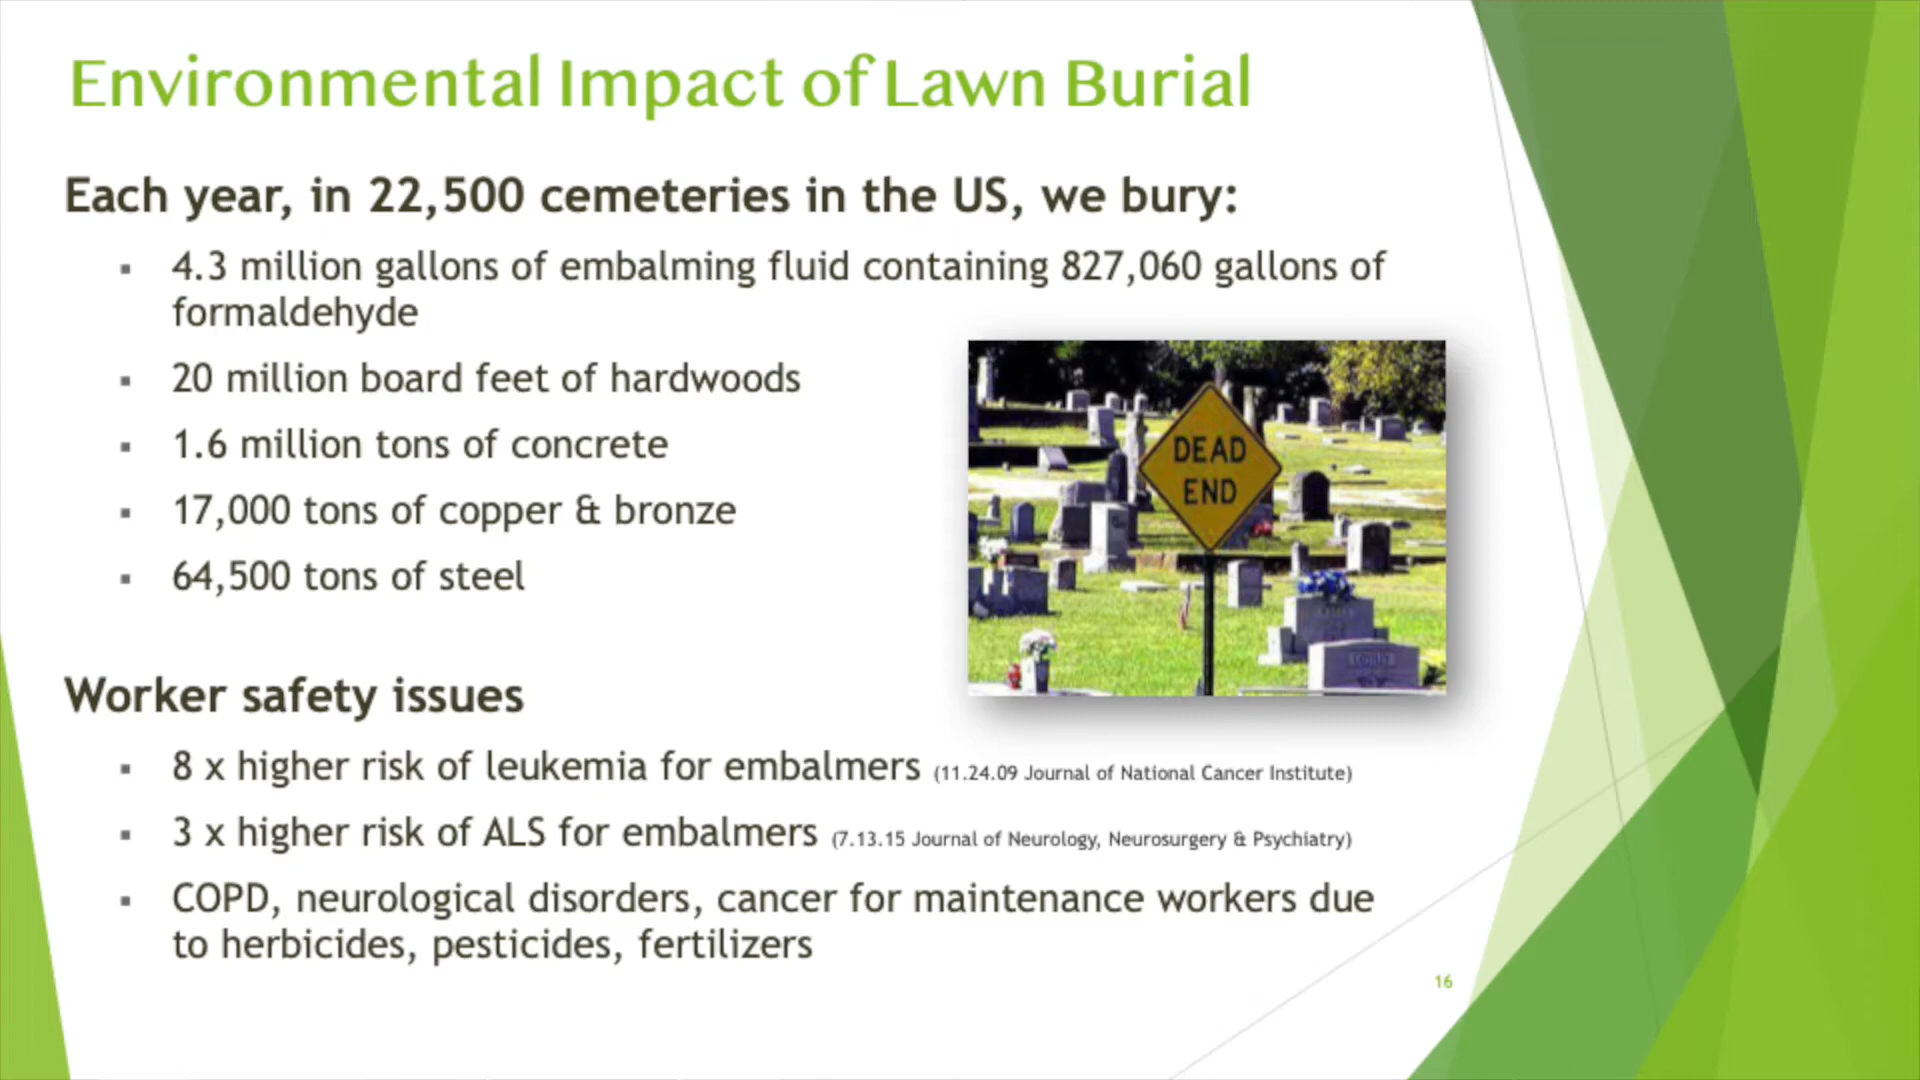 Environmental Impact of Lawn Burial
Each year, in 22,500 cemeteries in the US, we bury:
▪ 4.3 million gallons of embalming fluid containing 827,060 gallons of
formaldehyde
▪ 20 million board feet of hardwoods
▪ 1.6 million tons of concrete
▪ 17,000 tons of copper & bronze
▪ 64,500 tons of steel
DEAD
END
Worker safety issues
▪ 8 x higher risk of leukemia for embalmers (11.24.09 Journal of National Cancer Institute)
▪ 3 x higher risk of ALS for embalmers (7.13.15 Journal of Neurology, Neurosurgery & Psychiatry)
▪ COPD, neurological disorders, cancer for maintenance workers due
to herbicides, pesticides, fertilizers
16